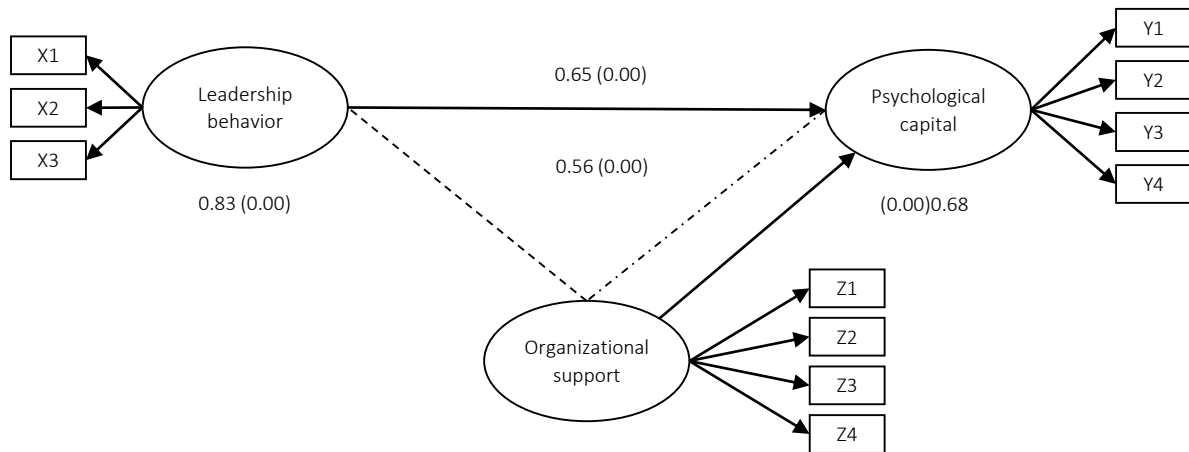 X1
X2
X3
Leadership
behavior
0.83 (0.00)
0.65 (0.00)
0.56 (0.00)
Psychological
capital
(0.00)0.68
Y1
Y2
Y3
Y4
Organizational
support
Z1
Z2
Z3
Z4